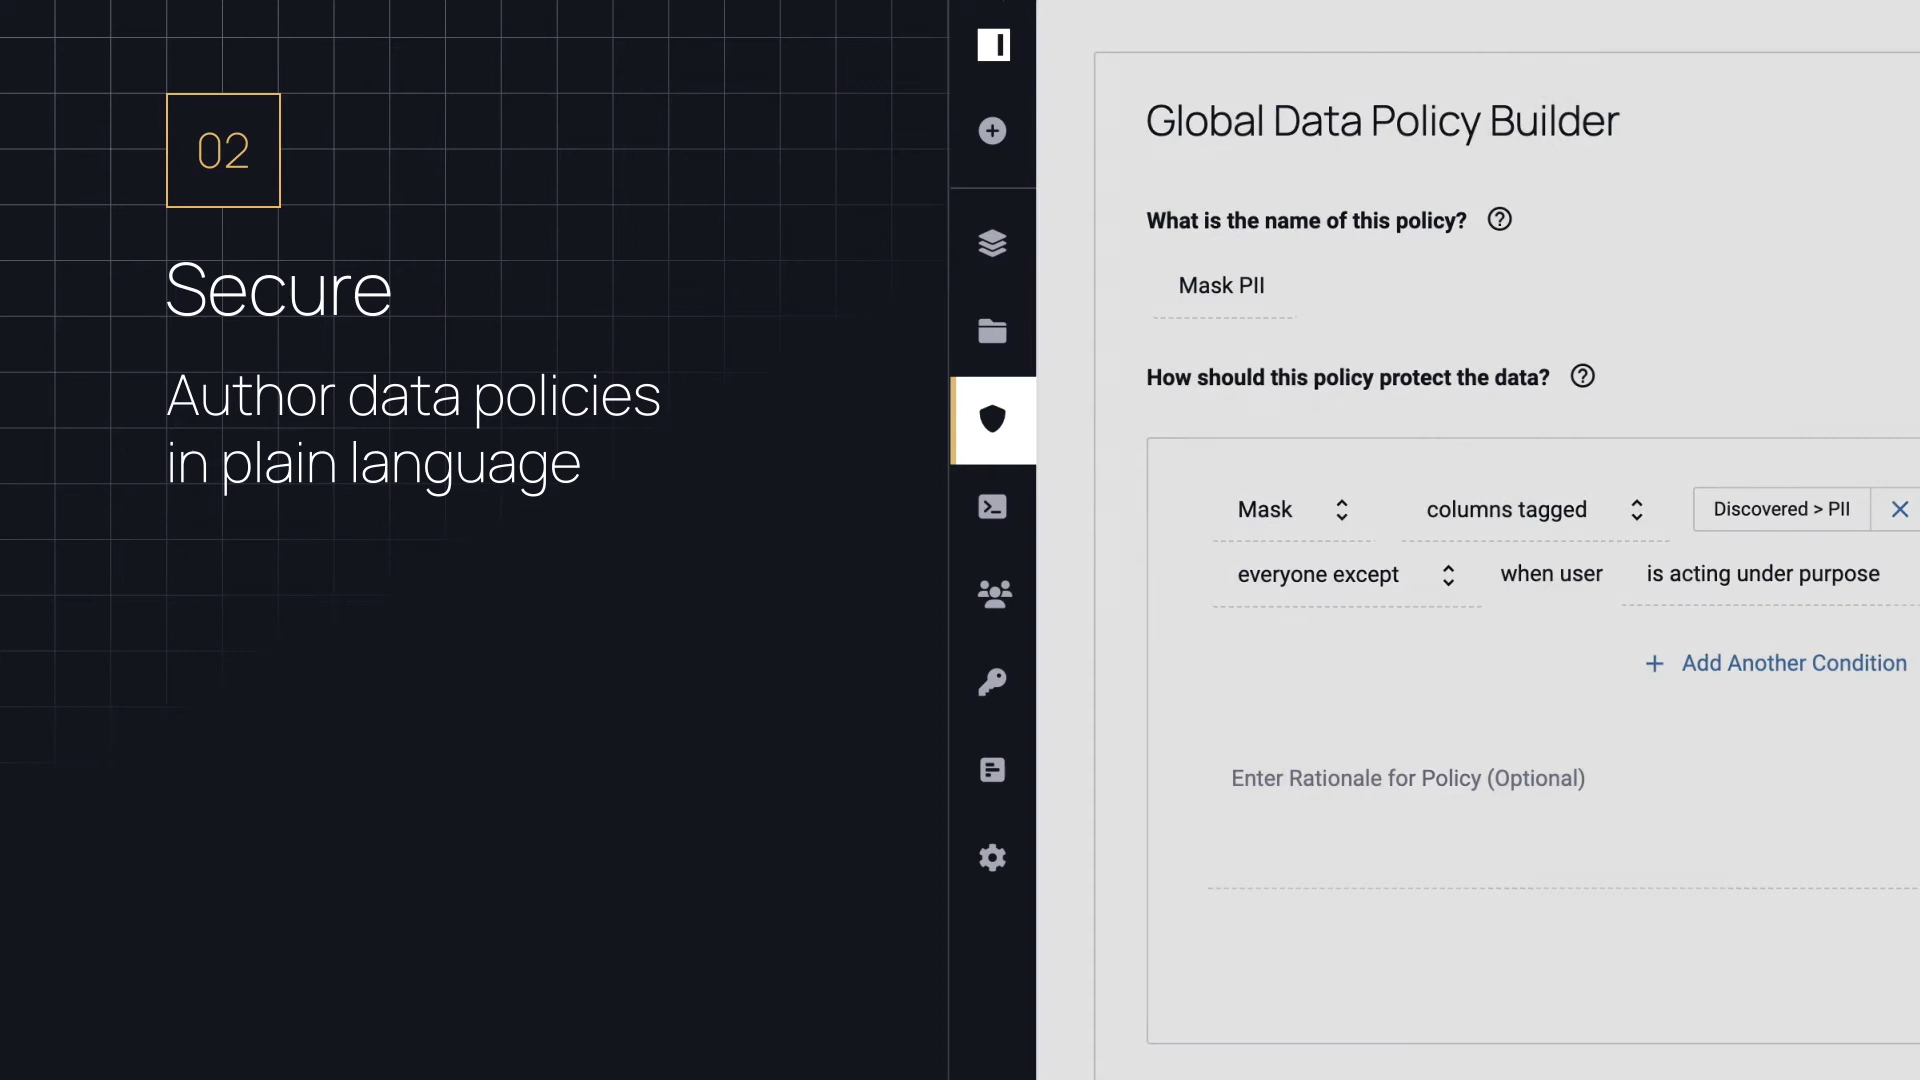 02
Secure
Author data policies
in plain language
Global Data Policy Builder
What is the name of this policy?
Mask PII
How should this policy protect the data?
Mask columns tagged Discovered > PII
everyone except when user is acting under purpose
+ Add Another Condition
Enter Rationale for Policy (Optional)